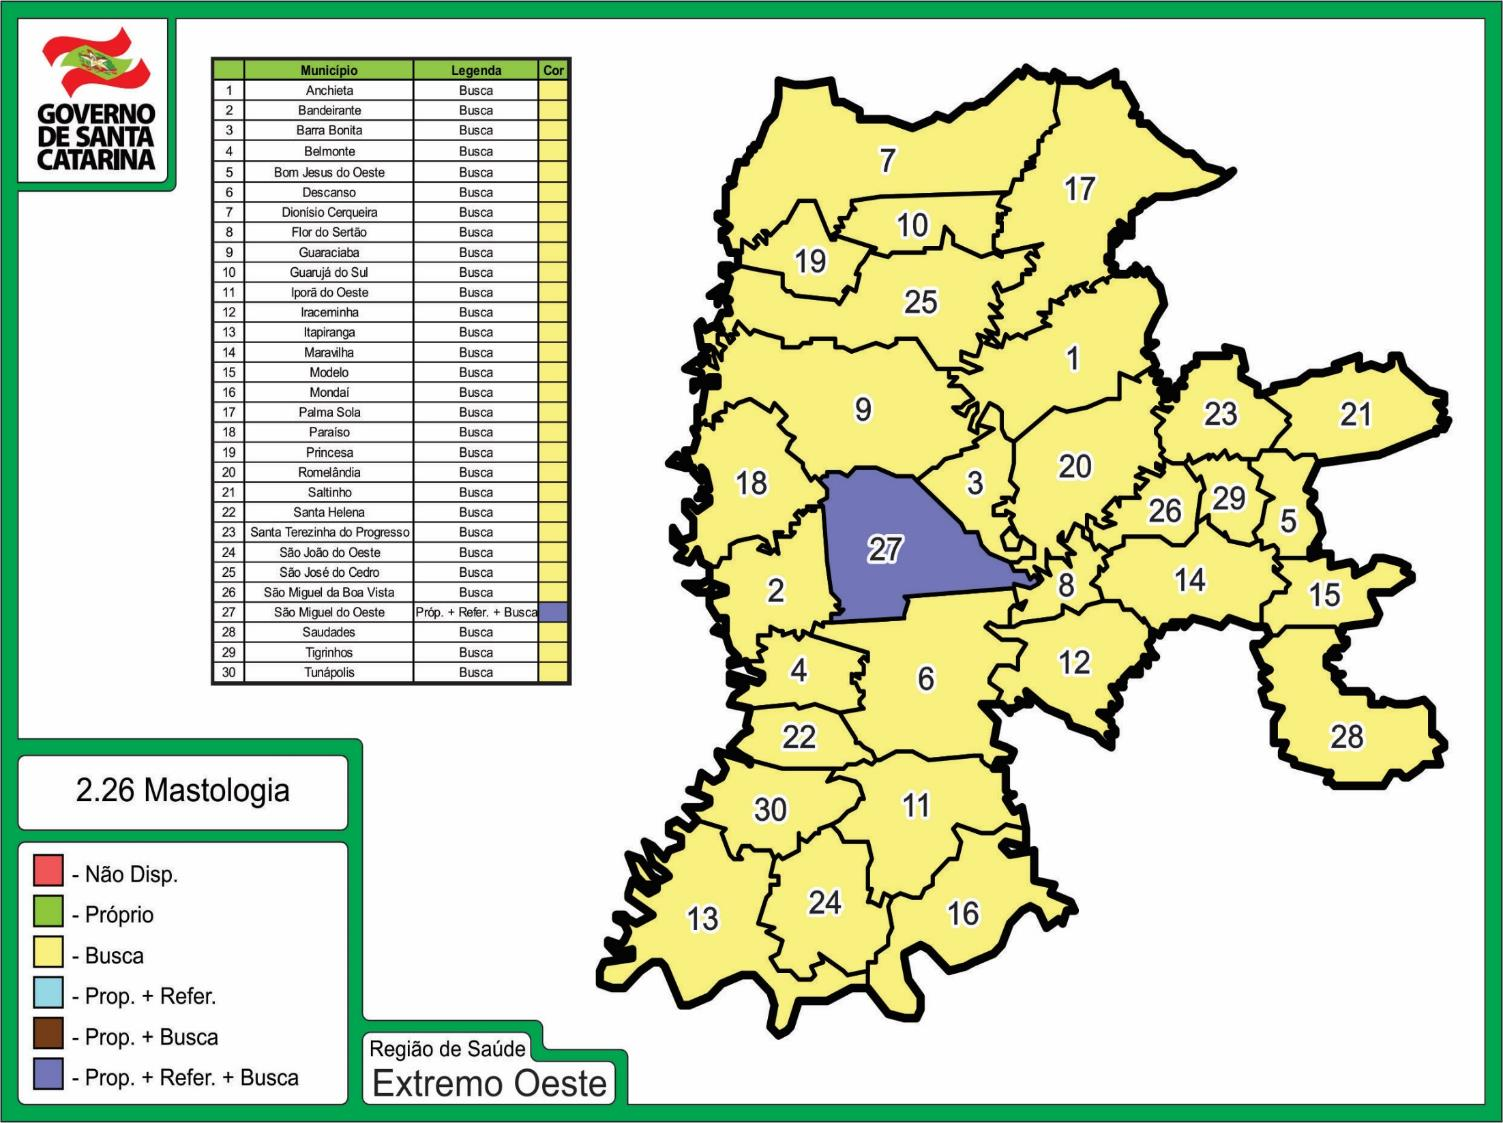 GOVERNO
DE SANTA
CATARINA
Município Legenda Cor
1 Anchieta Busca
2 Bandeirante Busca
3 Barra Bonita Busca
4 Belmonte Busca
5 Bom Jesus do Oeste Busca
6 Descanso Busca
7 Dionísio Cerqueira Busca
8 Flor do Sertão Busca
9 Guaraciaba Busca
10 Guarujá do Sul Busca
11 Iporã do Oeste Busca
12 Iraceminha Busca
13 Itapiranga Busca
14 Maravilha Busca
15 Modelo Busca
16 Mondaí Busca
17 Palma Sola Busca
18 Paraíso Busca
19 Princesa Busca
20 Romelândia Busca
21 Saltinho Busca
22 Santa Helena Busca
23 Santa Terezinha do Progresso Busca
24 São João do Oeste Busca
25 São José do Cedro Busca
26 São Miguel da Boa Vista Busca
27 São Miguel do Oeste Próp. + Refer. + Busca
28 Saudades Busca
29 Tigrinhos Busca
30 Tunápolis Busca
7
17
10
19
25
1
9
23
21
18
3
20
26
29
5
27
2
8
14
15
4
6
12
22
28
30
11
13
24
16
2.26 Mastologia
- Não Disp.
- Próprio
- Busca
- Prop. + Refer.
- Prop. + Busca
- Prop. + Refer. + Busca
Região de Saúde
Extremo Oeste